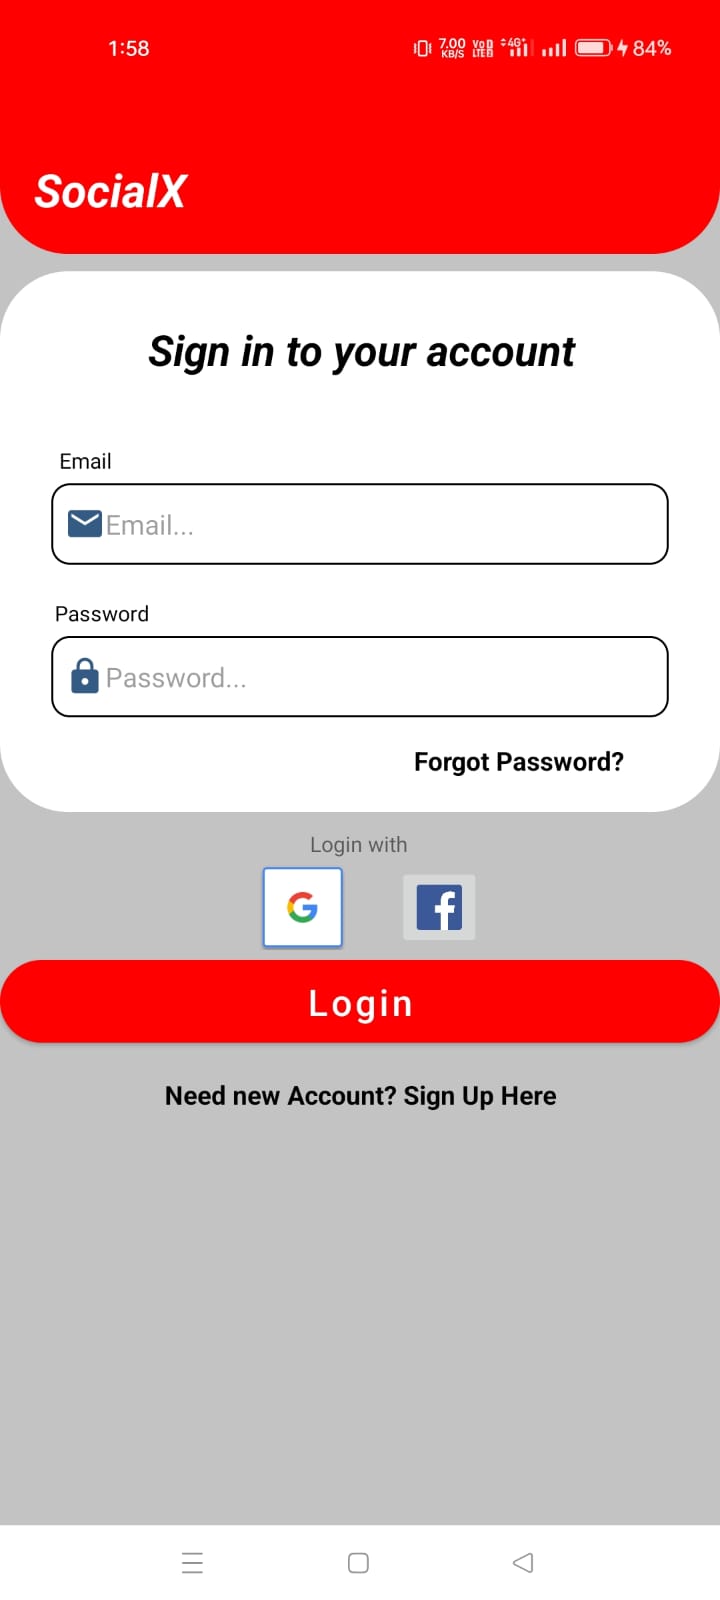 1:58
7.00 KB/S VoD LTE 4G+ 84%
SocialX
Sign in to your account
Email
Email...
Password
Password...
Forgot Password?
Login with
G f
Login
Need new Account? Sign Up Here